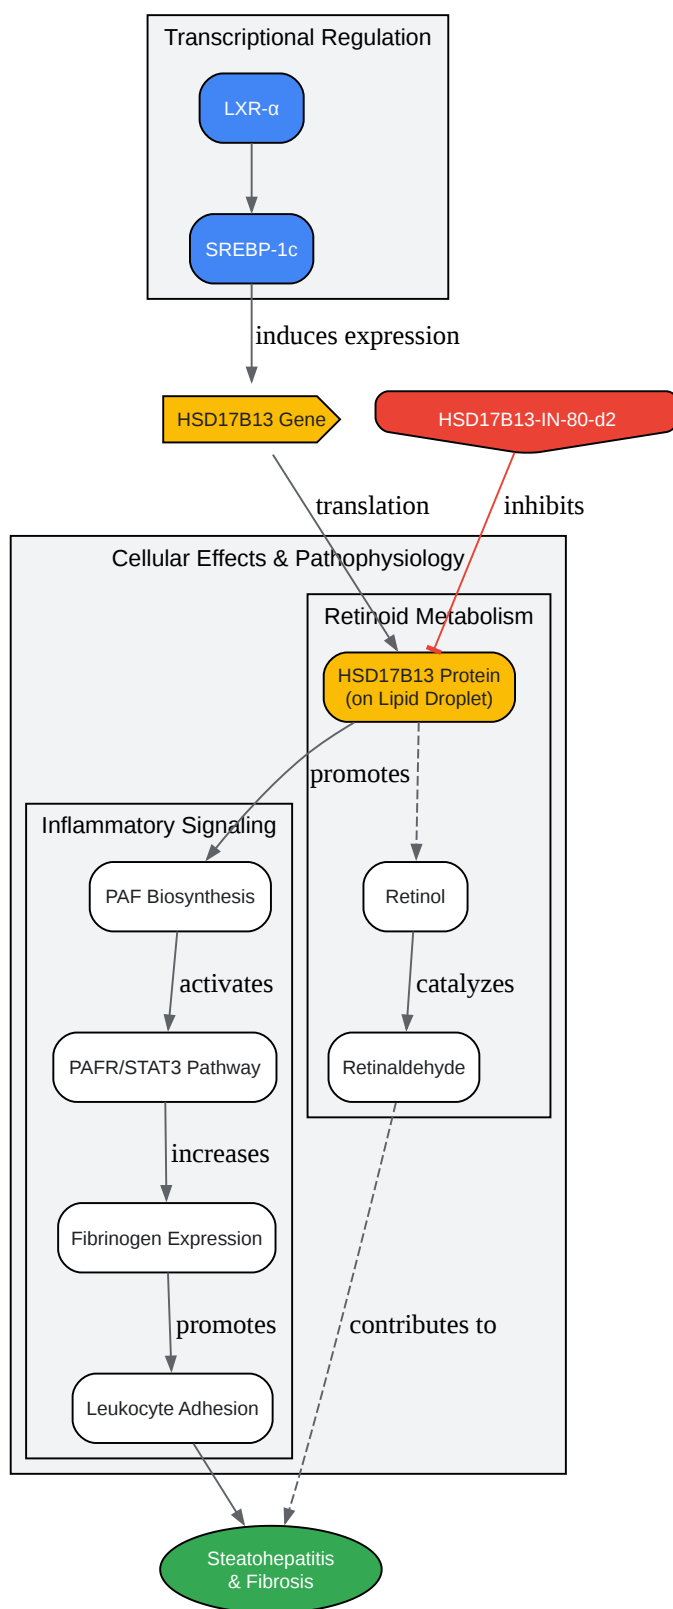 Transcriptional Regulation
LXR-α
SREBP-1c
induces expression
HSD17B13 Gene
HSD17B13-IN-80-d2
translation
inhibits
Cellular Effects & Pathophysiology
Retinoid Metabolism
HSD17B13 Protein
(on Lipid Droplet)
promotes
Inflammatory Signaling
PAF Biosynthesis
Retinol
activates
catalyzes
PAFR/STAT3 Pathway
Retinaldehyde
increases
Fibrinogen Expression
promotes
contributes to
Leukocyte Adhesion
Steatohepatitis
& Fibrosis